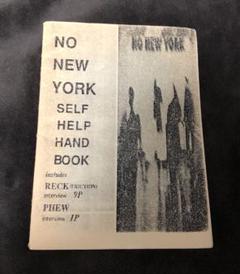 NO
NEW
YORK
SELF
HELP
HAND
BOOK
includes
RECK (FRICTION)
interview 9P
PHEW
interview 1P
NO NEW YORK